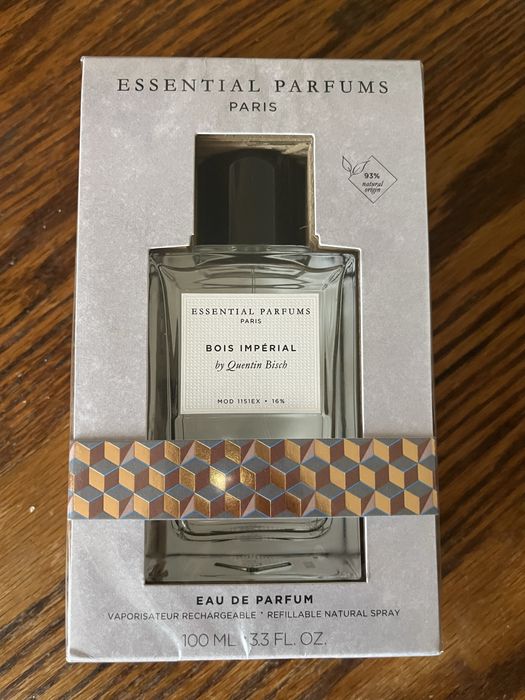 ESSENTIAL PARFUMS
PARIS
93%
natural
origin
ESSENTIAL PARFUMS
PARIS
BOIS IMPÉRIAL
by Quentin Bisch
MOD 1151EX • 16%
EAU DE PARFUM
VAPORISATEUR RECHARGEABLE * REFILLABLE NATURAL SPRAY
100 ML * 3.3 FL. OZ.